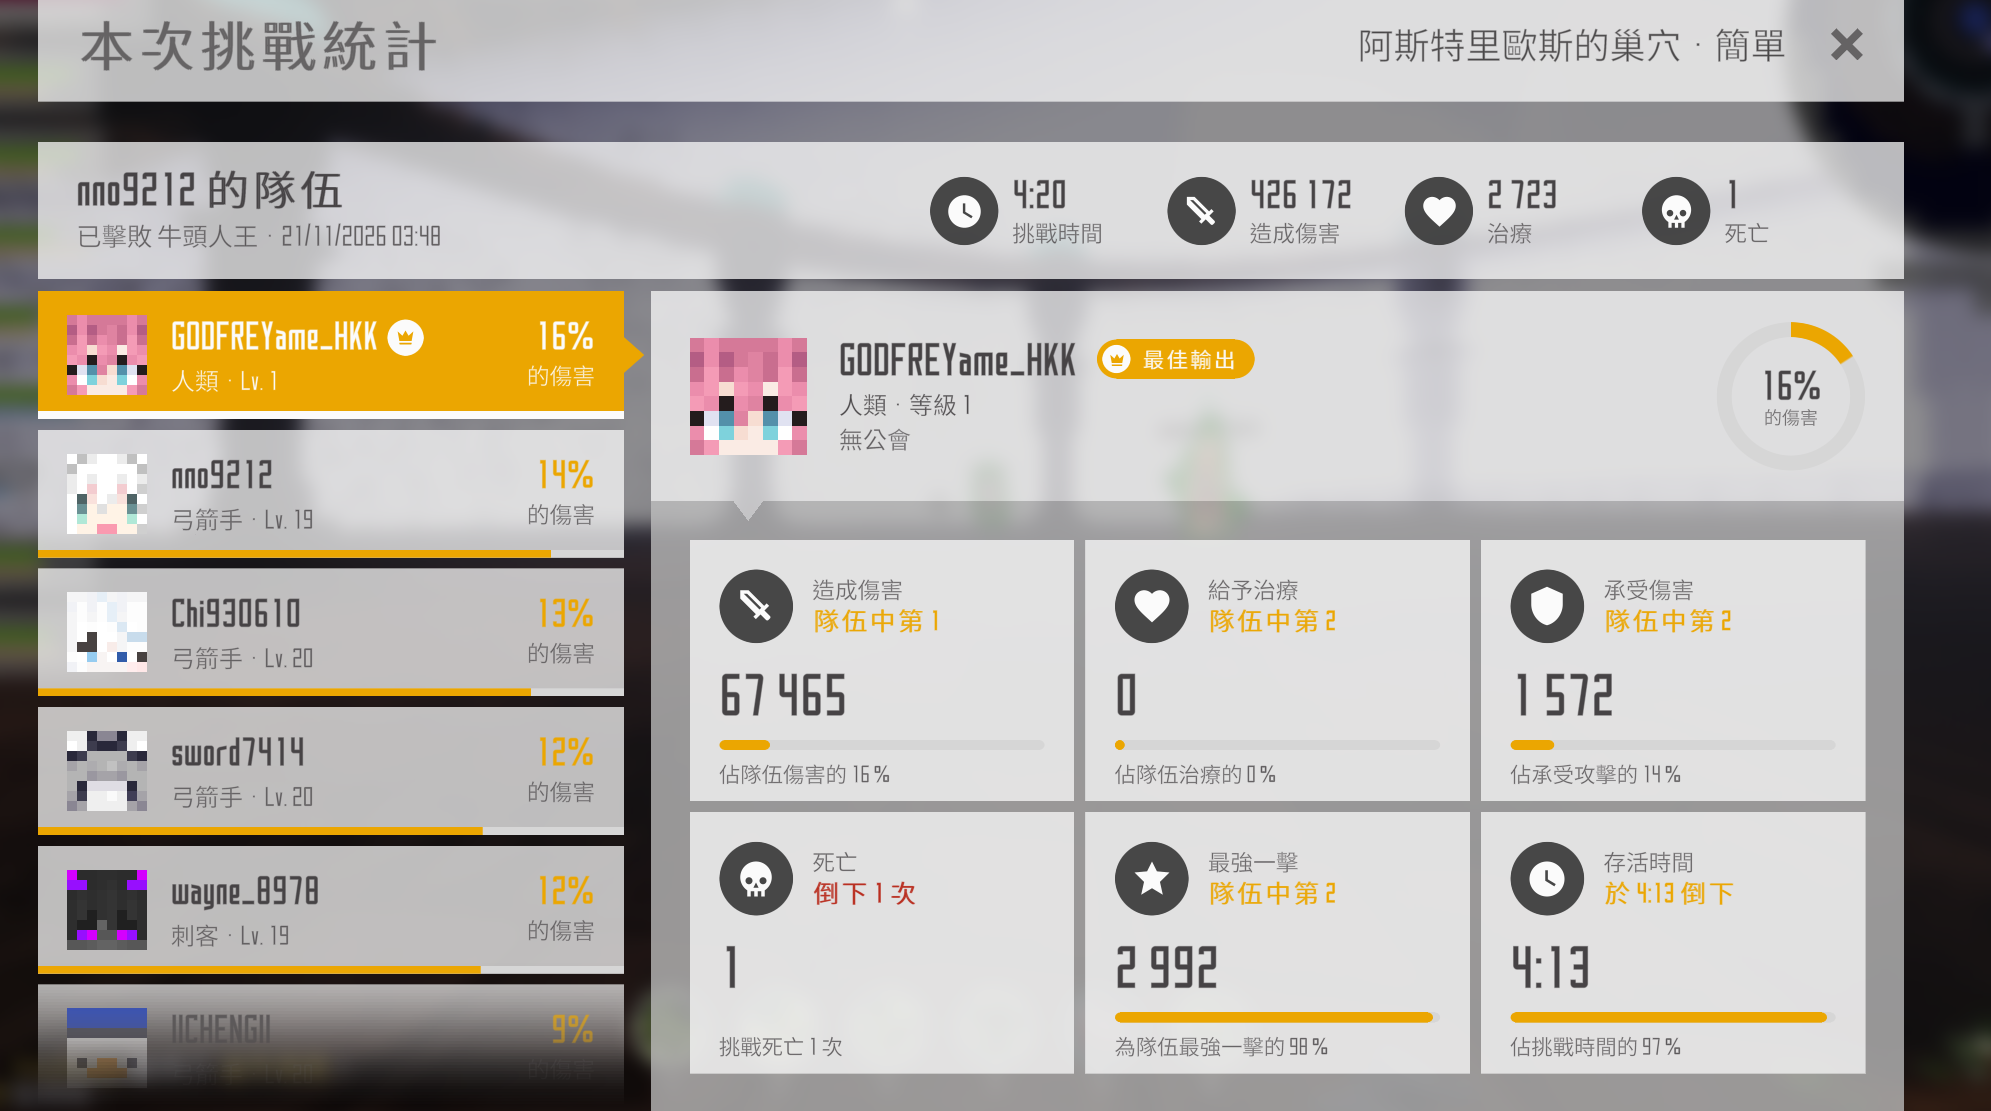 本次挑戰統計
阿斯特里歐斯的巢穴 · 簡單
nno9212 的隊伍
已擊敗 牛頭人王 · 21/11/2026 03:48
4:20
挑戰時間
426 172
造成傷害
2 723
治療
1
死亡
GODFREYame_HKK
人類 · Lv. 1
16%
的傷害
nno9212
弓箭手 · Lv. 19
14%
的傷害
Chi930610
弓箭手 · Lv. 20
13%
的傷害
sword7414
弓箭手 · Lv. 20
12%
的傷害
wayne_8978
刺客 · Lv. 19
12%
的傷害
IICHENGII
弓箭手 · Lv. 20
9%
的傷害
GODFREYame_HKK
最佳輸出
人類 · 等級 1
無公會
16%
的傷害
造成傷害
隊伍中第 1
67 465
佔隊伍傷害的 16 %
給予治療
隊伍中第 2
0
佔隊伍治療的 0 %
承受傷害
隊伍中第 2
1 572
佔承受攻擊的 14 %
死亡
倒下 1 次
1
挑戰死亡 1 次
最強一擊
隊伍中第 2
2 992
為隊伍最強一擊的 98 %
存活時間
於 4:13 倒下
4:13
佔挑戰時間的 97 %